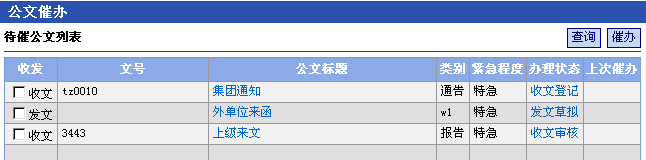 公文催办
待催公文列表 查询 催办
收发 文号 公文标题 类别 紧急程度 办理状态 上次催办
收文 tz0010 集团通知 通告 特急 收文登记
发文 外单位来函 w1 特急 发文草拟
收文 3443 上级来文 报告 特急 收文审核